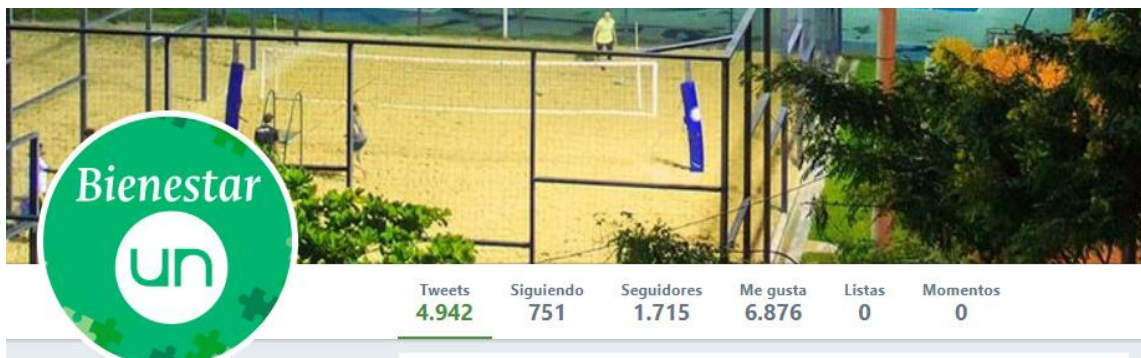 Bienestar
un
Tweets Siguiendo Seguidores Me gusta Listas Momentos
4.942 751 1.715 6.876 0 0